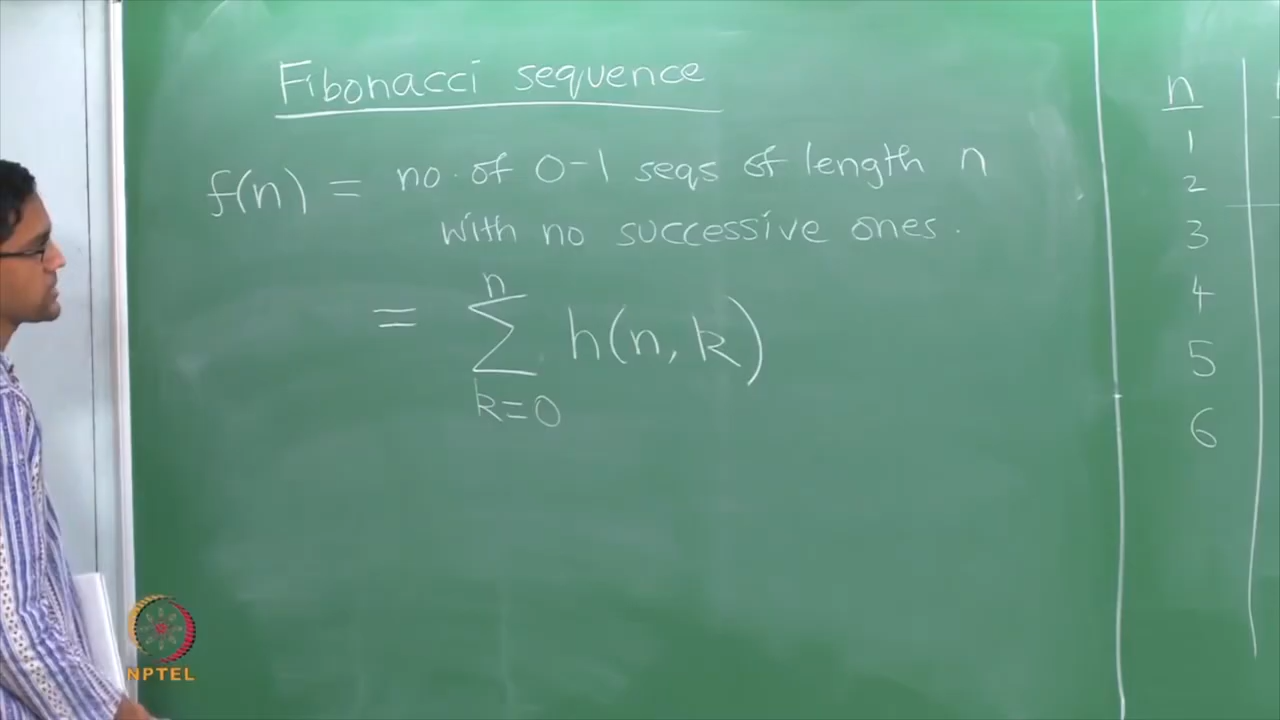 Fibonacci sequence
f(n) = no. of 0-1 seqs of length n
with no successive ones.
= \sum_{k=0}^{n} h(n, k)
n
1
2
3
4
5
6
NPTEL